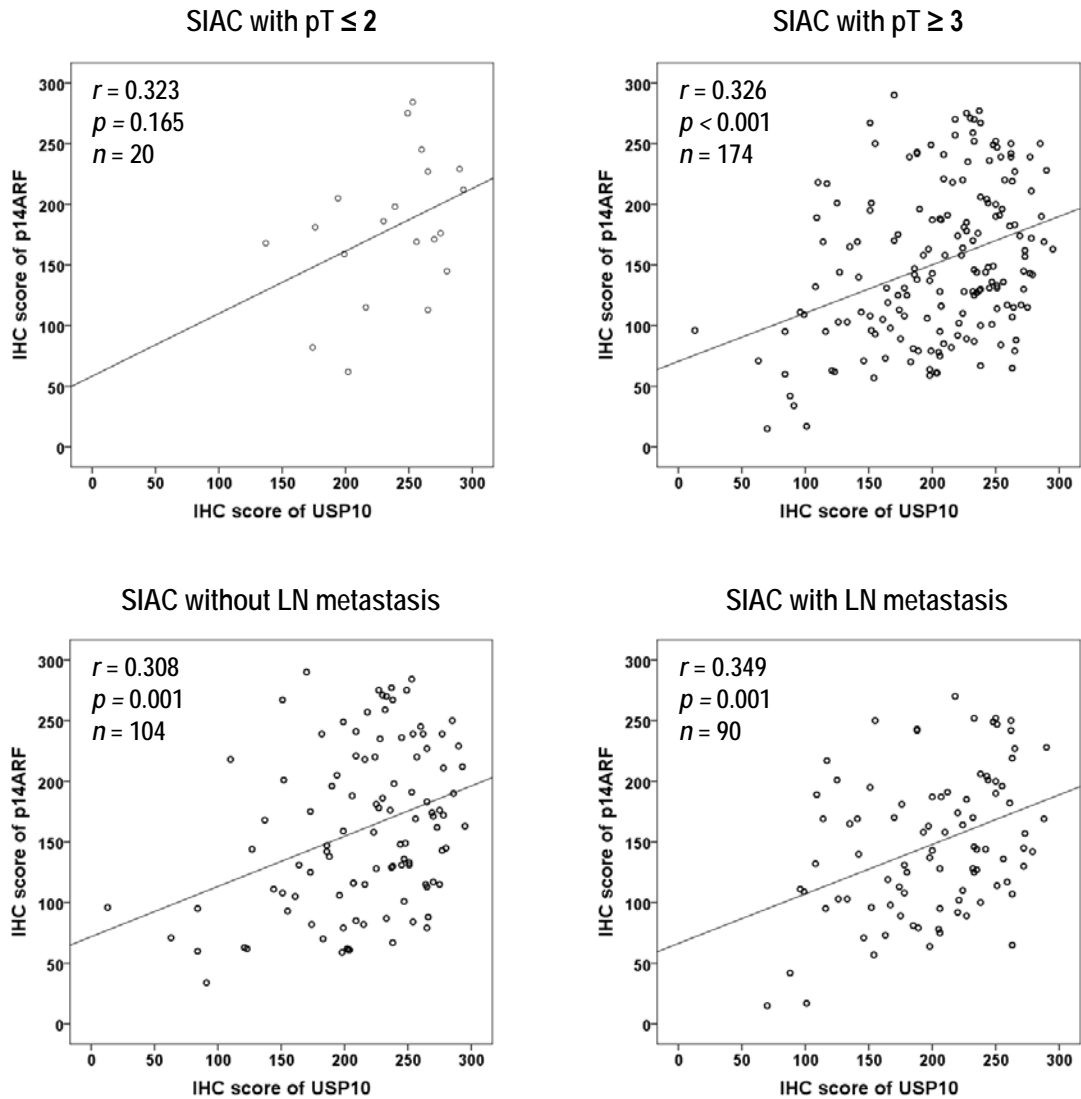 SIAC with pT ≤ 2
r = 0.323
p = 0.165
n = 20
300
250
200
150
100
50
0
IHC score of p14ARF
0 50 100 150 200 250 300
IHC score of USP10
SIAC with pT ≥ 3
r = 0.326
p < 0.001
n = 174
300
250
200
150
100
50
0
IHC score of p14ARF
0 50 100 150 200 250 300
IHC score of USP10
SIAC without LN metastasis
r = 0.308
p = 0.001
n = 104
300
250
200
150
100
50
0
IHC score of p14ARF
0 50 100 150 200 250 300
IHC score of USP10
SIAC with LN metastasis
r = 0.349
p = 0.001
n = 90
300
250
200
150
100
50
0
IHC score of p14ARF
0 50 100 150 200 250 300
IHC score of USP10